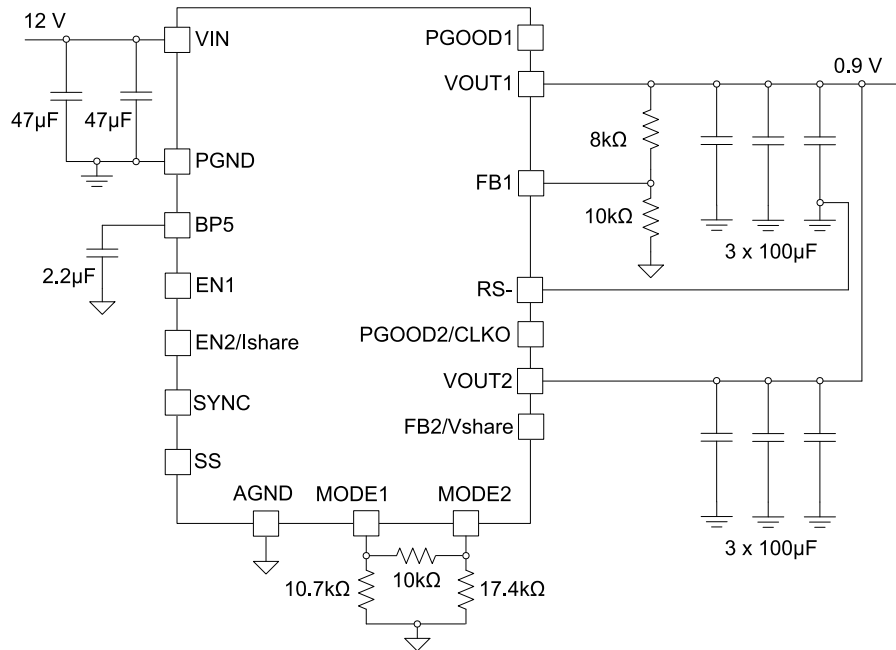 12 V
VIN
PGOOD1
VOUT1
0.9 V
47µF
47µF
8kΩ
PGND
FB1
10kΩ
BP5
2.2µF
3 x 100µF
EN1
RS-
EN2/Ishare
PGOOD2/CLKO
VOUT2
SYNC
FB2/Vshare
SS
AGND
MODE1
MODE2
3 x 100µF
10.7kΩ
10kΩ
17.4kΩ